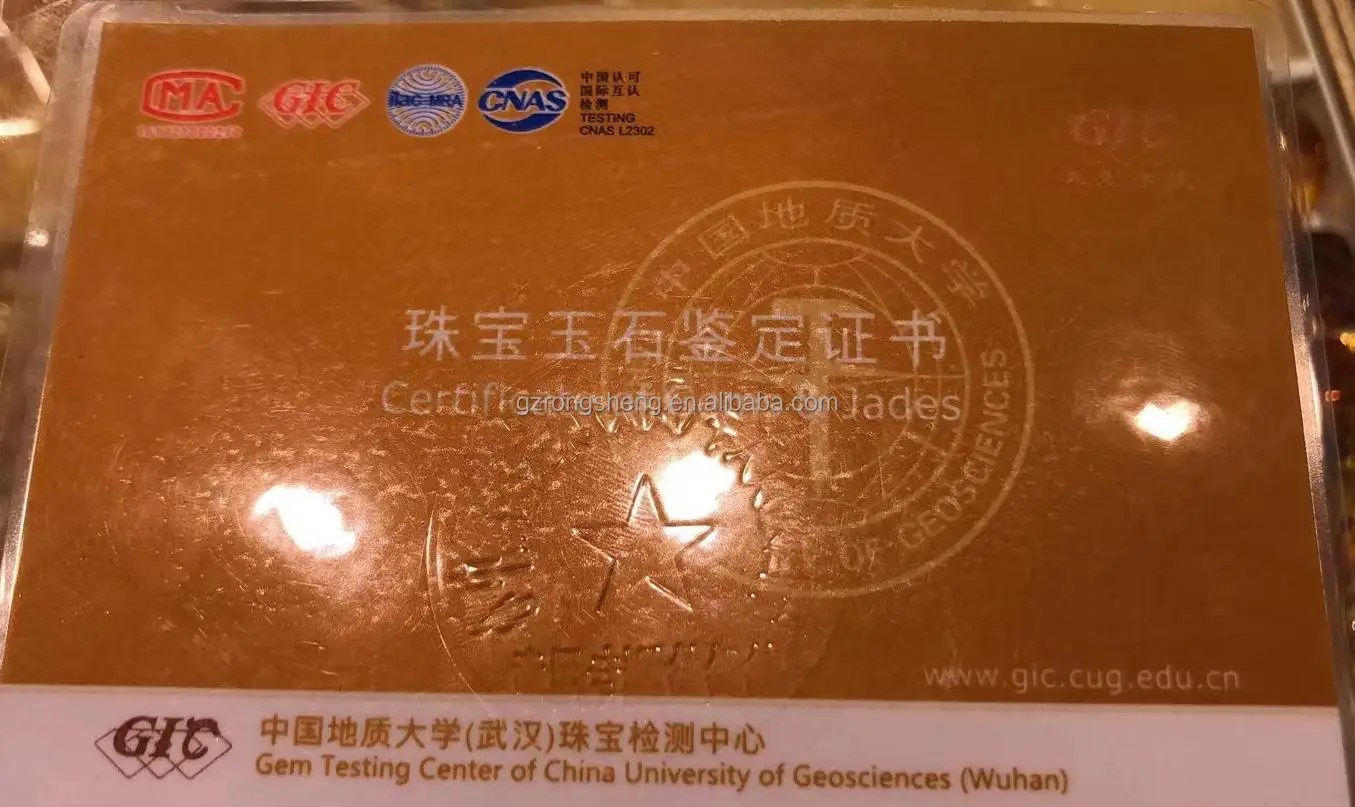 CMA
GIC
ilac-MRA
CNAS
中国认可
国际互认
检测
TESTING
CNAS L2302
中国地质大学
OF GEOSCIENCES
珠宝玉石鉴定证书
Jades
gzrongsheng.en.alibaba.com
www.gic.cug.edu.cn
GIC
中国地质大学(武汉)珠宝检测中心
Gem Testing Center of China University of Geosciences (Wuhan)